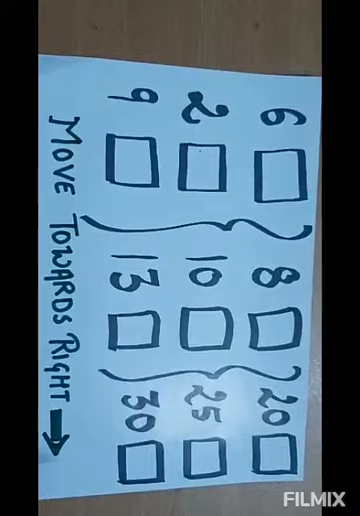 6 □ } 8 □ } 20 □
2 □ 10 □ 25 □
9 □ 13 □ 30 □
MOVE TOWARDS RIGHT →
FILMIX